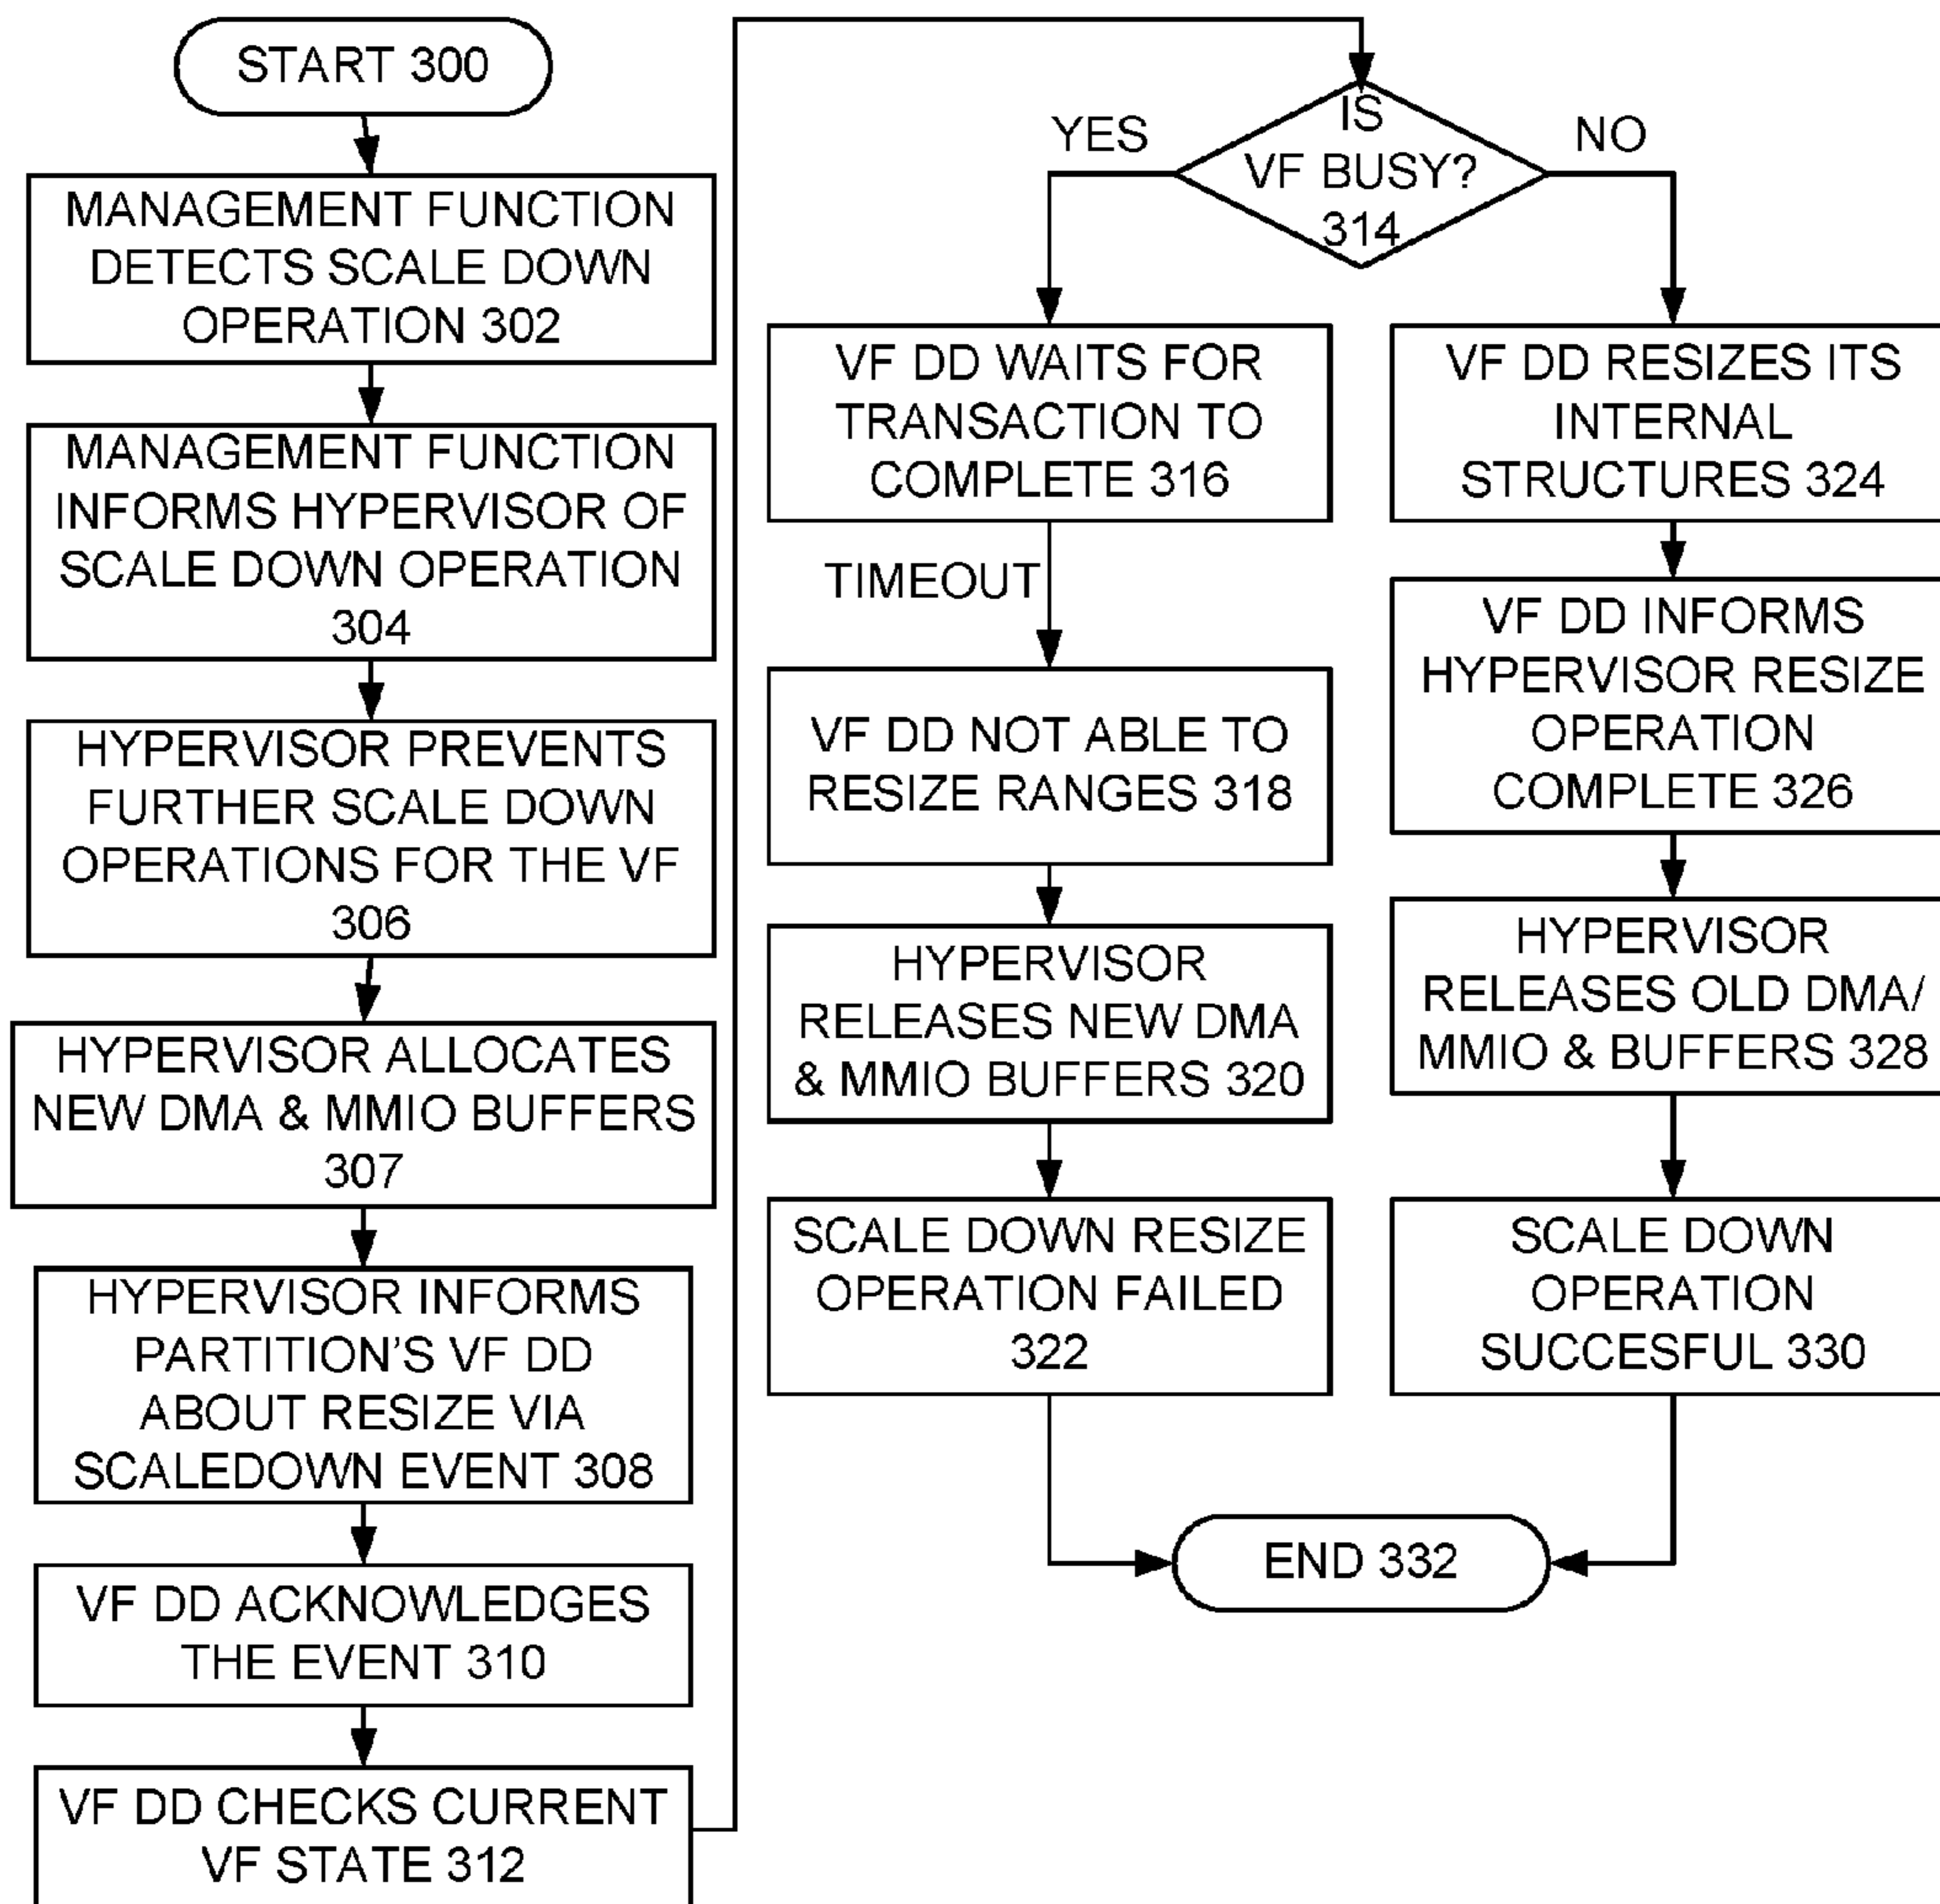 START 300
MANAGEMENT FUNCTION
DETECTS SCALE DOWN
OPERATION 302
MANAGEMENT FUNCTION
INFORMS HYPERVISOR OF
SCALE DOWN OPERATION
304
HYPERVISOR PREVENTS
FURTHER SCALE DOWN
OPERATIONS FOR THE VF
306
HYPERVISOR ALLOCATES
NEW DMA & MMIO BUFFERS
307
HYPERVISOR INFORMS
PARTITION'S VF DD
ABOUT RESIZE VIA
SCALEDOWN EVENT 308
VF DD ACKNOWLEDGES
THE EVENT 310
VF DD CHECKS CURRENT
VF STATE 312
IS
VF BUSY?
314
YES
VF DD WAITS FOR
TRANSACTION TO
COMPLETE 316
TIMEOUT
VF DD NOT ABLE TO
RESIZE RANGES 318
HYPERVISOR
RELEASES NEW DMA
& MMIO BUFFERS 320
SCALE DOWN RESIZE
OPERATION FAILED
322
NO
VF DD RESIZES ITS
INTERNAL
STRUCTURES 324
VF DD INFORMS
HYPERVISOR RESIZE
OPERATION
COMPLETE 326
HYPERVISOR
RELEASES OLD DMA/
MMIO & BUFFERS 328
SCALE DOWN
OPERATION
SUCCESFUL 330
END 332